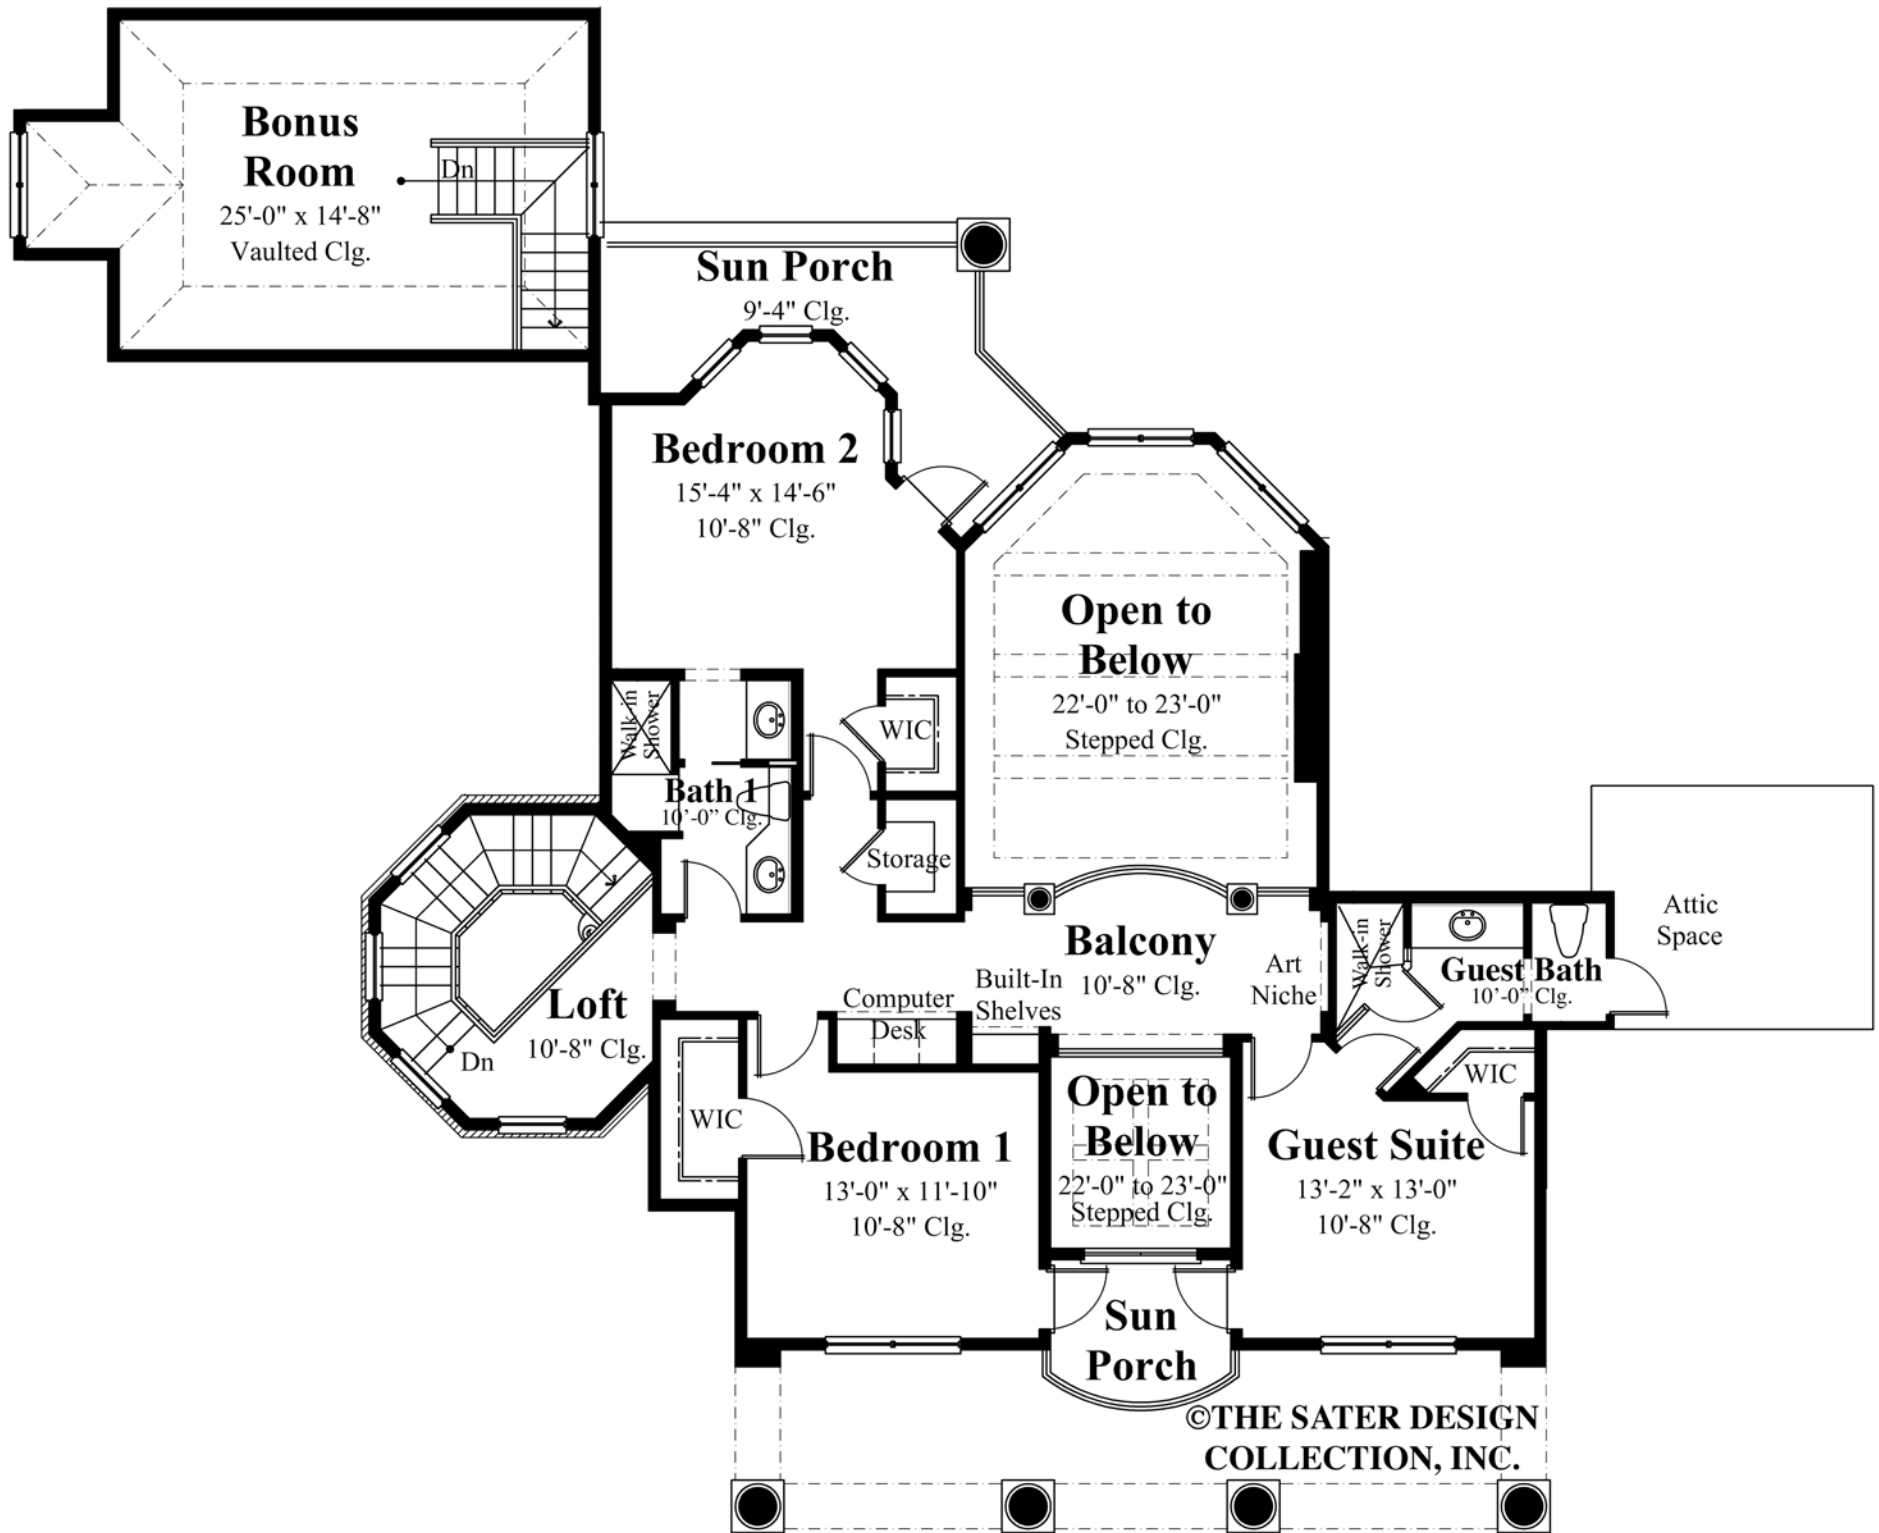 Bonus
Room
25'-0" x 14'-8"
Vaulted Clg.
Dn
Sun Porch
9'-4" Clg.
Bedroom 2
15'-4" x 14'-6"
10'-8" Clg.
Open to
Below
22'-0" to 23'-0"
Stepped Clg.
Walk-in
Shower
WIC
Bath 1
10'-0” Clg.
Storage
Attic
Space
Balcony
10'-8" Clg.
Art
Niche
Walk-in
Shower
Guest Bath
10’-0” Clg.
Built-In
Shelves
Computer
Desk
Loft
10'-8" Clg.
Dn
WIC
WIC
Bedroom 1
13'-0" x 11'-10"
10'-8" Clg.
Open to
Below
22'-0" to 23'-0"
Stepped Clg.
Guest Suite
13'-2" x 13'-0"
10'-8" Clg.
Sun
Porch
©THE SATER DESIGN
COLLECTION, INC.